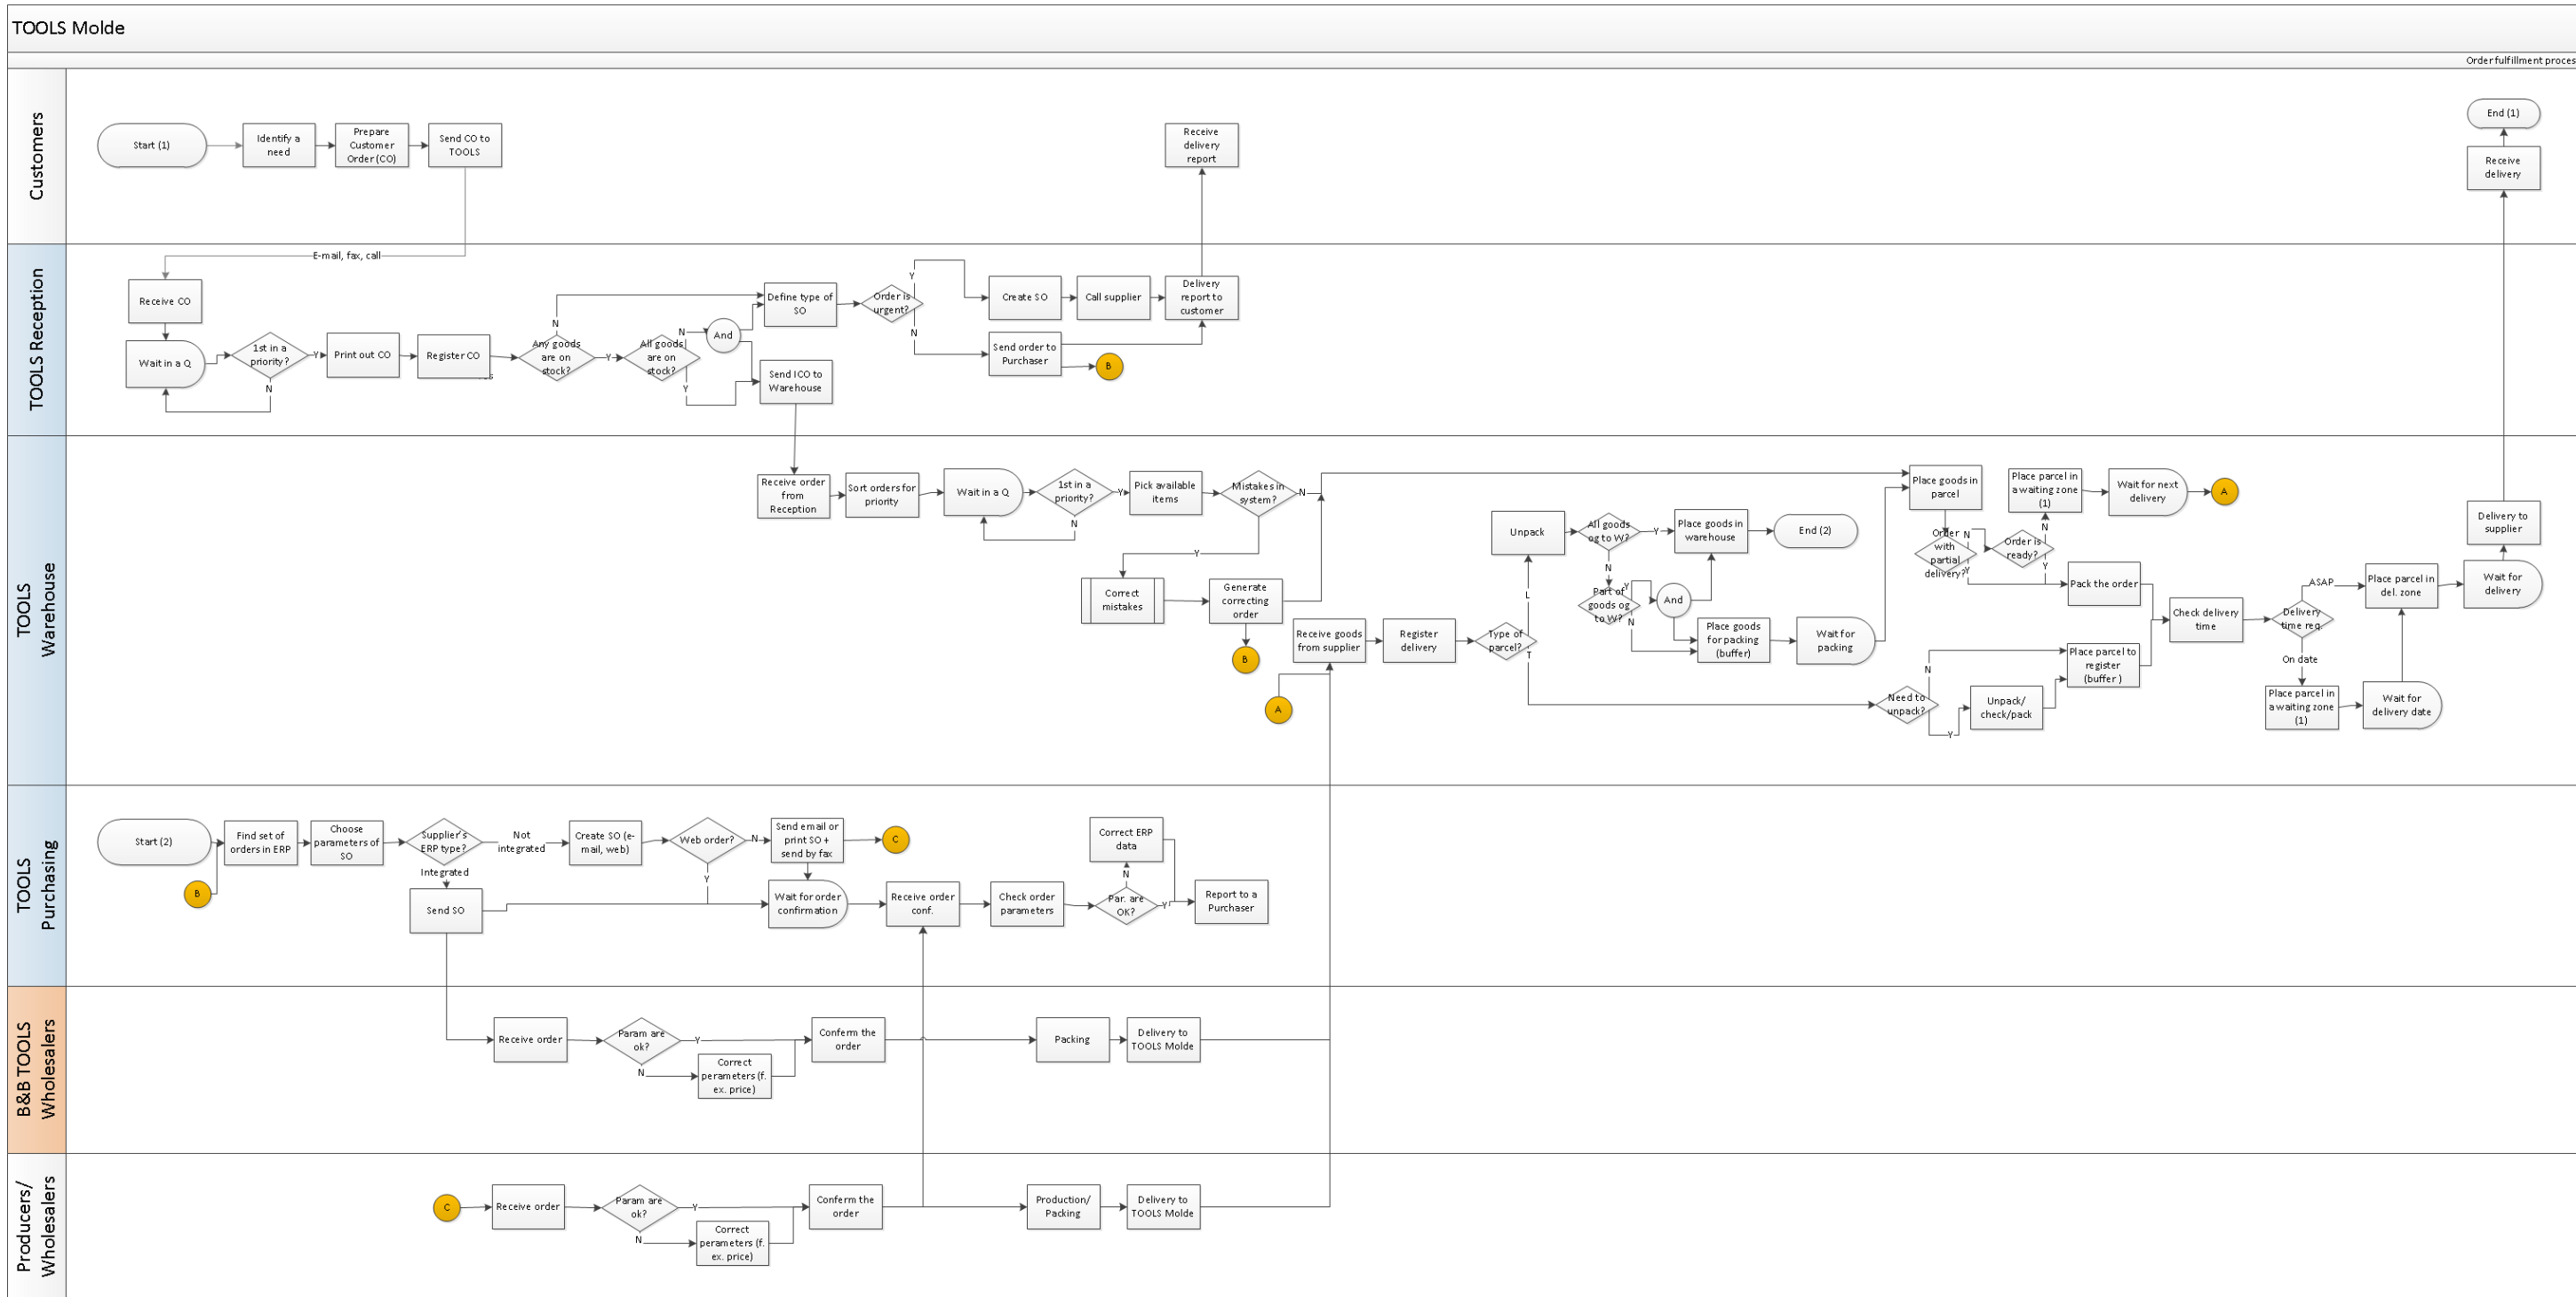 TOOLS Molde
Order fulfillment proces
Customers
Start (1)
Identify a
need
Prepare
Customer
Order (CO)
Send CO to
TOOLS
Receive
delivery
report
End (1)
Receive
delivery
TOOLS Reception
E-mail, fax, call
Receive CO
Wait in a Q
1st in a
priority?
Y
N
Print out CO
Register CO
Any goods
are on
stock?
N
Y
All goods
are on
stock?
N
Y
And
Define type of
SO
Send ICO to
Warehouse
Order is
urgent?
Y
N
Create SO
Call supplier
Delivery
report to
customer
Send order to
Purchaser
B
TOOLS
Warehouse
Receive order
from
Reception
Sort orders for
priority
Wait in a Q
1st in a
priority?
Y
N
Pick available
items
Mistakes in
system?
N
Y
Correct
mistakes
Generate
correcting
order
B
A
Receive goods
from supplier
Register
delivery
Type of
parcel?
L
T
Unpack
All goods
og to W?
Y
N
Place goods in
warehouse
End (2)
Part of
goods og
to W?
Y
N
And
Place goods
for packing
(buffer)
Wait for
packing
Place goods in
parcel
Order
with
partial
delivery?
N
Y
Order is
ready?
N
Y
Place parcel in
a waiting zone
(1)
Wait for next
delivery
A
Pack the order
Need to
unpack?
N
Y
Unpack/
check/pack
Place parcel to
register
(buffer )
Check delivery
time
Delivery
time req.
ASAP
On date
Place parcel in
a waiting zone
(1)
Wait for
delivery date
Place parcel in
del. zone
Wait for
delivery
Delivery to
supplier
TOOLS
Purchasing
Start (2)
B
Find set of
orders in ERP
Choose
parameters of
SO
Supplier's
ERP type?
Not
integrated
Integrated
Send SO
Create SO (e-
mail, web)
Web order?
N
Y
Send email or
print SO +
send by fax
C
Wait for order
confirmation
Receive order
conf.
Check order
parameters
Par. are
OK?
N
Y
Correct ERP
data
Report to a
Purchaser
B&B TOOLS
Wholesalers
Receive order
Param are
ok?
Y
N
Correct
perameters (f.
ex. price)
Conferm the
order
Packing
Delivery to
TOOLS Molde
Producers/
Wholesalers
C
Receive order
Param are
ok?
Y
N
Correct
perameters (f.
ex. price)
Conferm the
order
Production/
Packing
Delivery to
TOOLS Molde